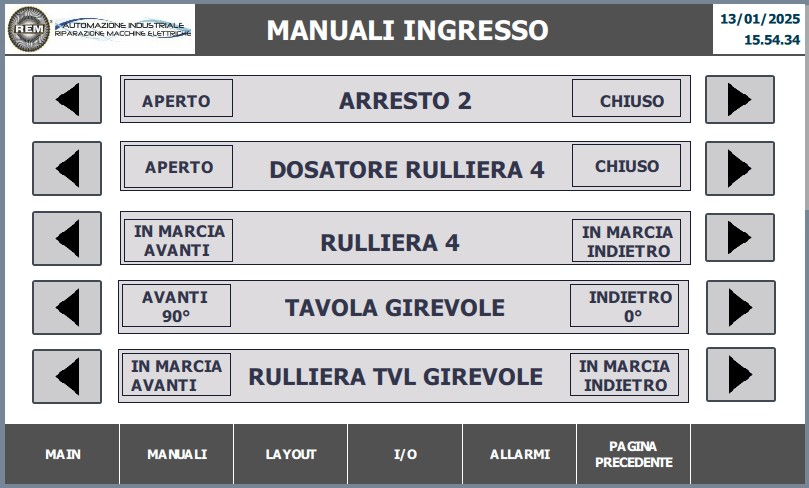 REM
AUTOMAZIONE INDUSTRIALE
RIPARAZIONE MACCHINE ELETTRICHE
MANUALI INGRESSO
13/01/2025
15.54.34
APERTO
ARRESTO 2
CHIUSO
APERTO
DOSATORE RULLIERA 4
CHIUSO
IN MARCIA
AVANTI
RULLIERA 4
IN MARCIA
INDIETRO
AVANTI
90°
TAVOLA GIREVOLE
INDIETRO
0°
IN MARCIA
AVANTI
RULLIERA TVL GIREVOLE
IN MARCIA
INDIETRO
MAIN
MANUALI
LAYOUT
I/O
ALLARMI
PAGINA
PRECEDENTE